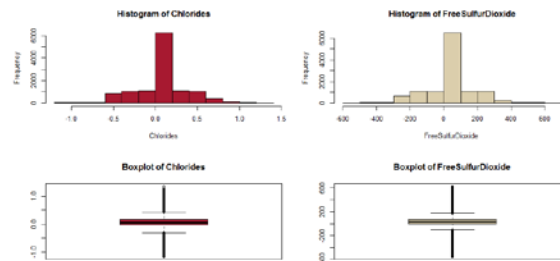 Histogram of Chlorides
Frequency
0 2000 4000 6000
-1.0 -0.5 0.0 0.5 1.0 1.5
Chlorides
Histogram of FreeSulfurDioxide
Frequency
0 2000 4000 6000
-600 -400 -200 0 200 400 600
FreeSulfurDioxide
Boxplot of Chlorides
-1.0 0.0 1.0
Boxplot of FreeSulfurDioxide
-600 -200 200 600